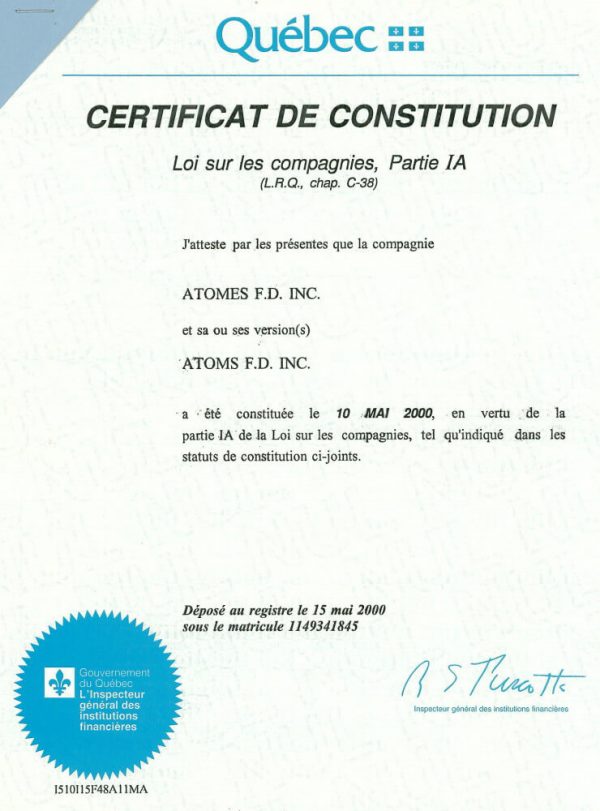 Québec
CERTIFICAT DE CONSTITUTION
Loi sur les compagnies, Partie IA
(L.R.Q., chap. C-38)
J'atteste par les présentes que la compagnie
ATOMES F.D. INC.
et sa ou ses version(s)
ATOMS F.D. INC.
a été constituée le 10 MAI 2000, en vertu de la
partie IA de la Loi sur les compagnies, tel qu'indiqué dans les
statuts de constitution ci-joints.
Déposé au registre le 15 mai 2000
sous le matricule 1149341845
Gouvernement
du Québec
L'Inspecteur
général des
institutions
financières
Inspecteur général des institutions financières
I510I15F48A11MA